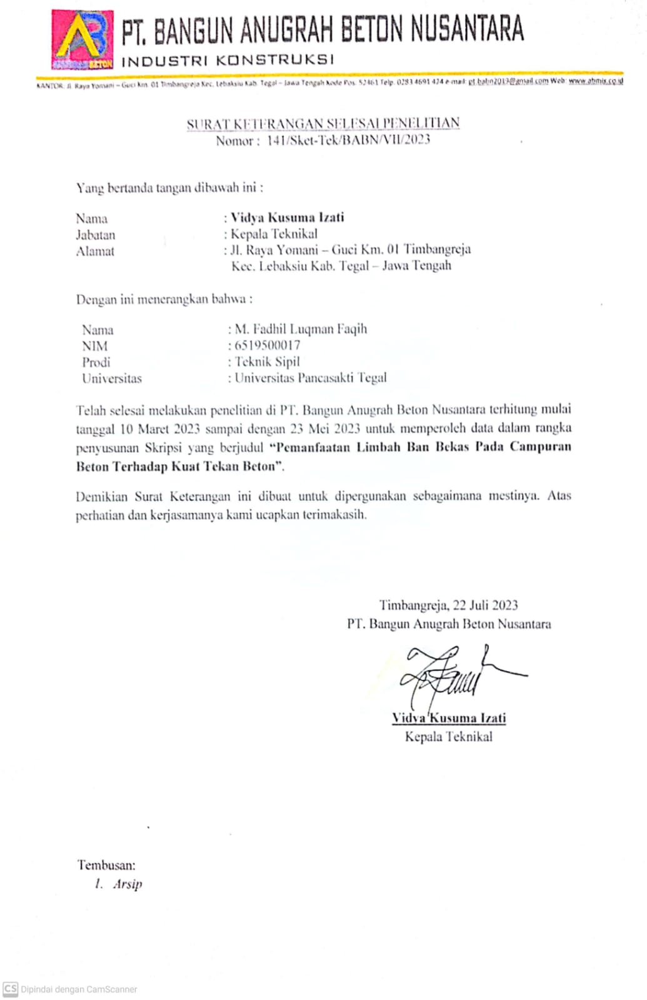 AB
ANUGRAH BETON
PT. BANGUN ANUGRAH BETON NUSANTARA
INDUSTRI KONSTRUKSI
KANTOR: Jl. Raya Yomani – Guci Km. 01 Timbangreja Kec. Lebaksiu Kab. Tegal – Jawa Tengah Kode Pos. 52461 Telp. 0283 4691 424 e-mail: pt.babn2013@gmail.com Web: www.abmix.co.id
SURAT KETERANGAN SELESAI PENELITIAN
Nomor : 141/Sket-Tek/BABN/VII/2023
Yang bertanda tangan dibawah ini :
Nama : Vidya Kusuma Izati
Jabatan : Kepala Teknikal
Alamat : Jl. Raya Yomani – Guci Km. 01 Timbangreja
Kec. Lebaksiu Kab. Tegal – Jawa Tengah
Dengan ini menerangkan bahwa :
Nama : M. Fadhil Luqman Faqih
NIM : 6519500017
Prodi : Teknik Sipil
Universitas : Universitas Pancasakti Tegal
Telah selesai melakukan penelitian di PT. Bangun Anugrah Beton Nusantara terhitung mulai
tanggal 10 Maret 2023 sampai dengan 23 Mei 2023 untuk memperoleh data dalam rangka
penyusunan Skripsi yang berjudul “Pemanfaatan Limbah Ban Bekas Pada Campuran
Beton Terhadap Kuat Tekan Beton”.
Demikian Surat Keterangan ini dibuat untuk dipergunakan sebagaimana mestinya. Atas
perhatian dan kerjasamanya kami ucapkan terimakasih.
Timbangreja, 22 Juli 2023
PT. Bangun Anugrah Beton Nusantara
Vidya Kusuma Izati
Kepala Teknikal
Tembusan:
1. Arsip
CS Dipindai dengan CamScanner